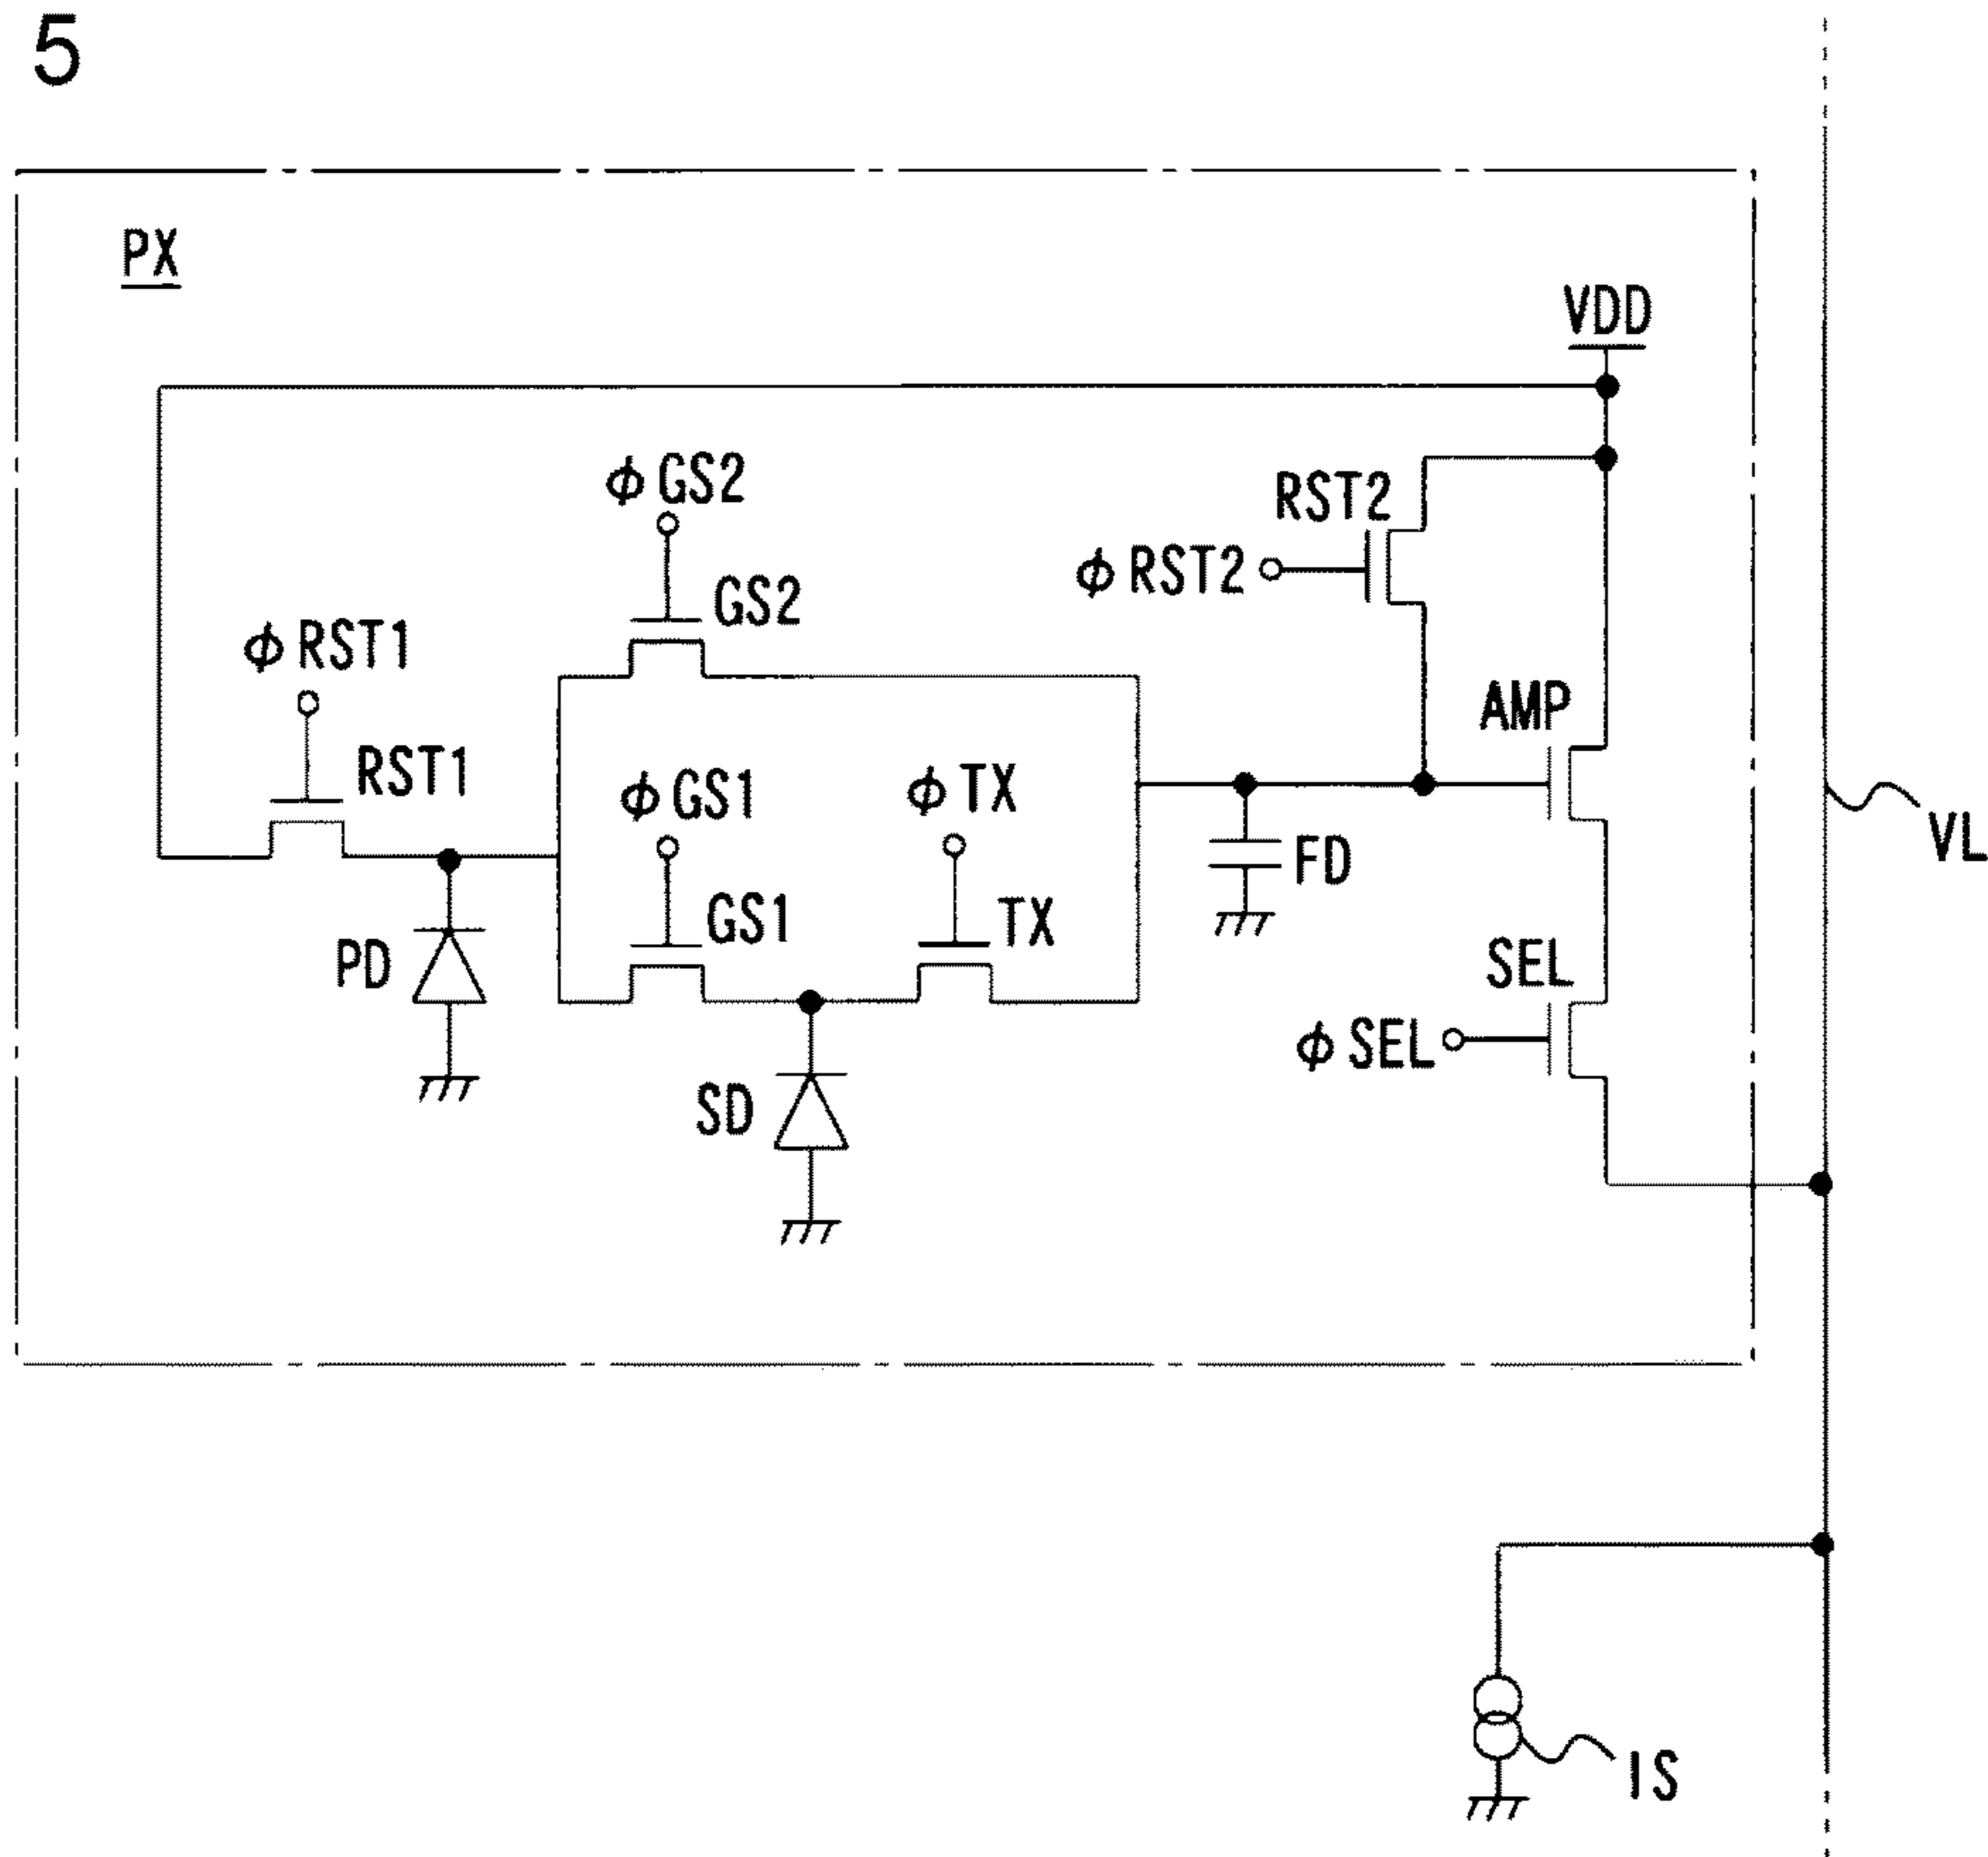 5
PX
VDD
φGS2
RST2
φRST2
GS2
φRST1
AMP
RST1
φGS1
φTX
VL
FD
GS1
TX
PD
SEL
φSEL
SD
IS